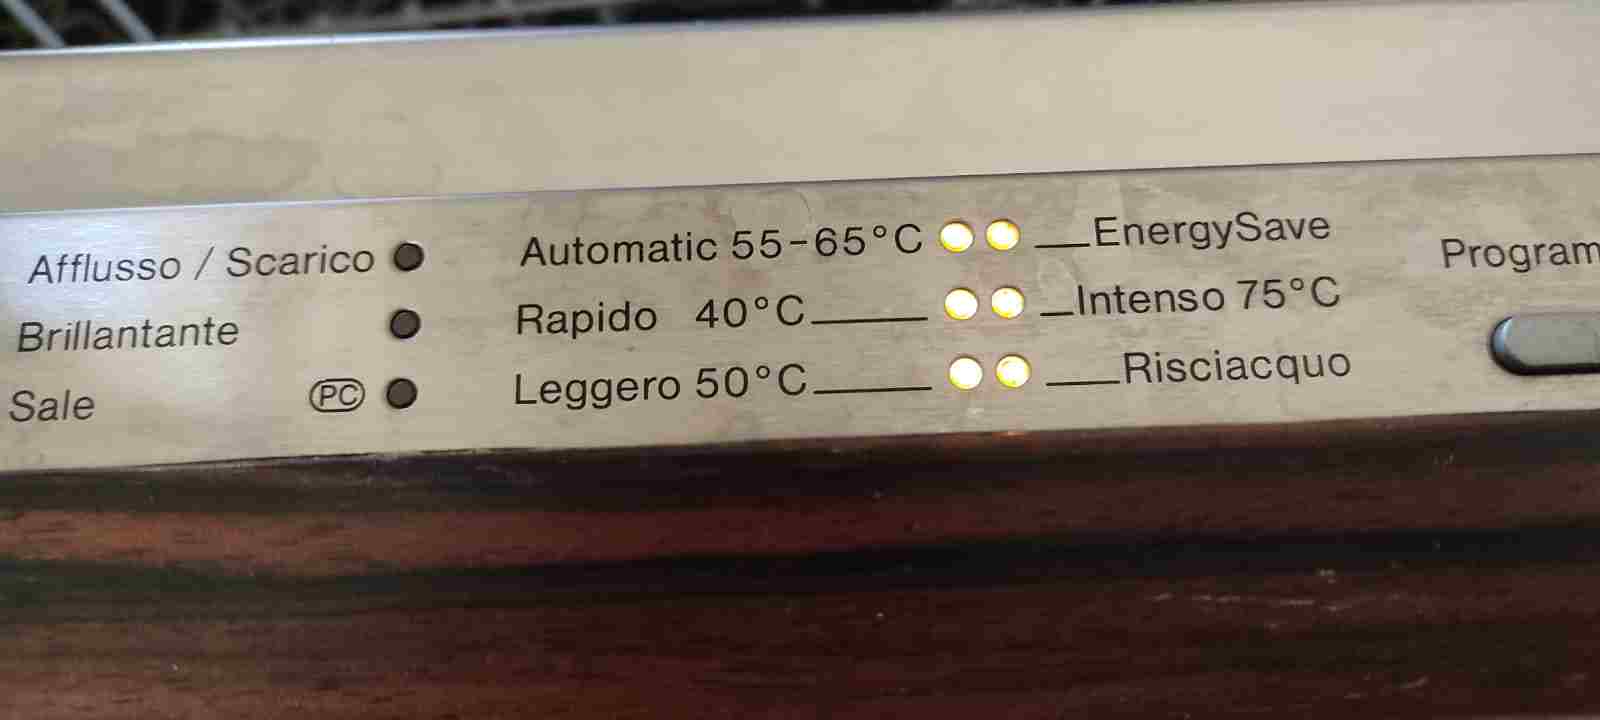 Afflusso / Scarico
Brillantante
Sale PC
Automatic 55-65°C
Rapido 40°C
Leggero 50°C
EnergySave
Intenso 75°C
Risciacquo
Program